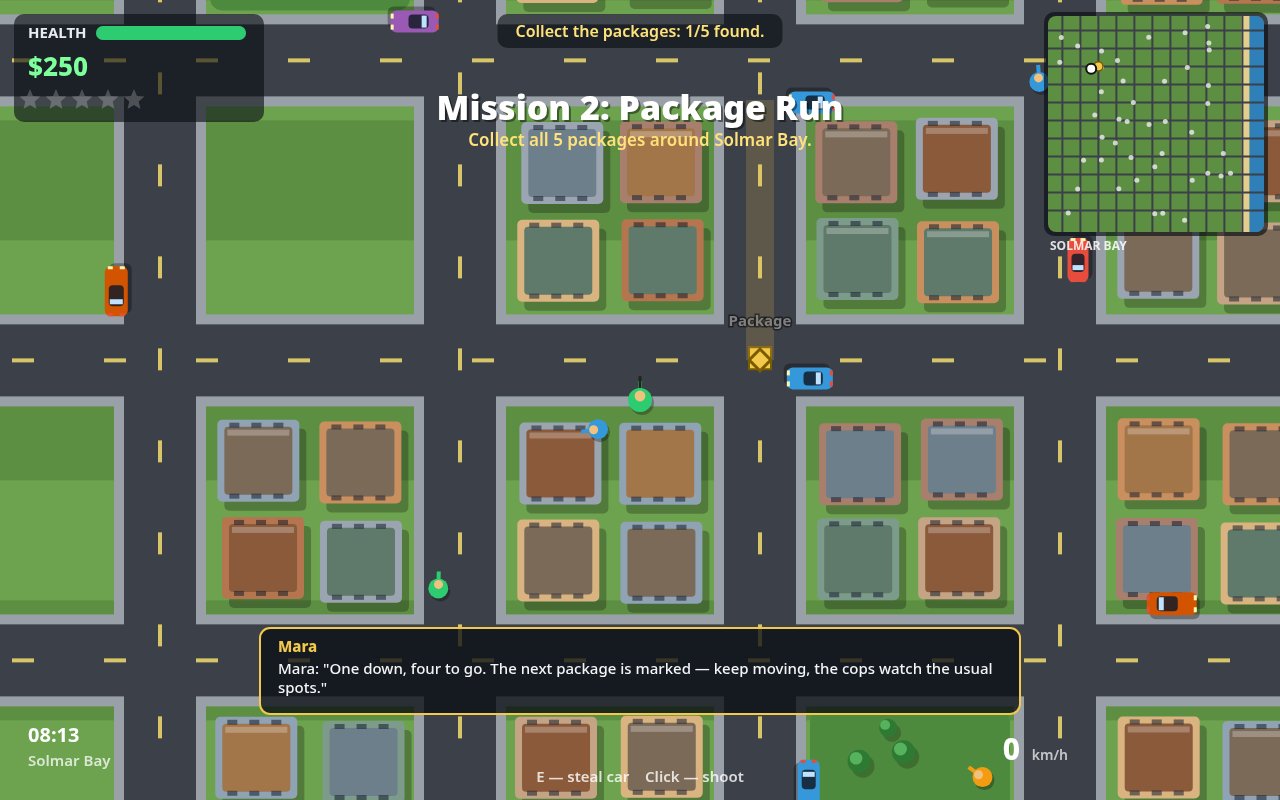 HEALTH
$250
Collect the packages: 1/5 found.
Mission 2: Package Run
Collect all 5 packages around Solmar Bay.
SOLMAR BAY
Package
Mara
Mara: "One down, four to go. The next package is marked — keep moving, the cops watch the usual
spots."
08:13
Solmar Bay
0 km/h
E — steal car Click — shoot